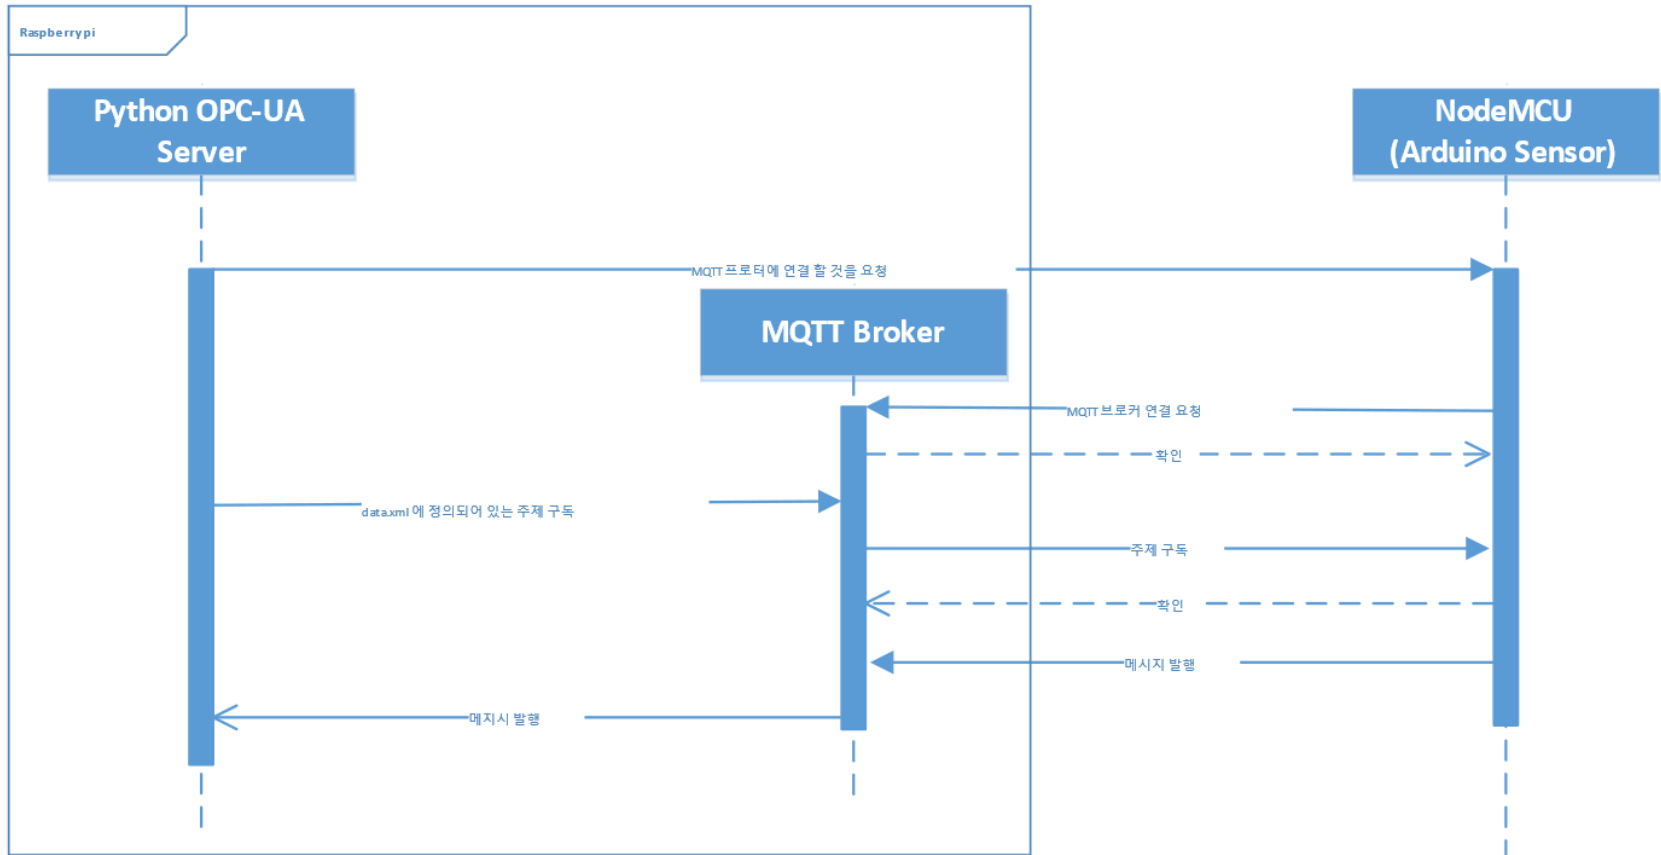 Raspberry pi
Python OPC-UA
Server
NodeMCU
(Arduino Sensor)
MQTT 프로터에 연결 할 것을 요청
MQTT Broker
MQTT 브로커 연결 요청
확인
data.xml 에 정의되어 있는 주제 구독
주제 구독
확인
메시지 발행
메지시 발행